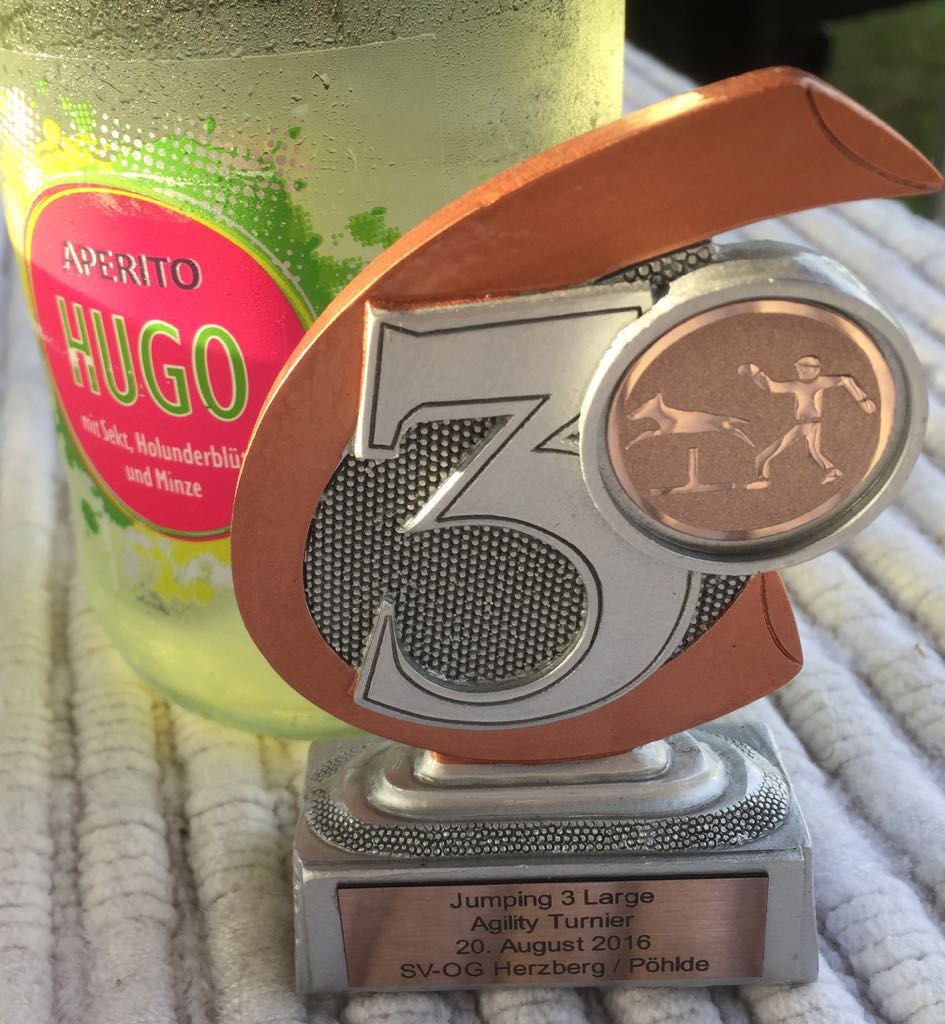 APERITO
HUGO
mit Sekt, Holunderblü
und Minze
3
Jumping 3 Large
Agility Turnier
20. August 2016
SV-OG Herzberg / Pöhlde